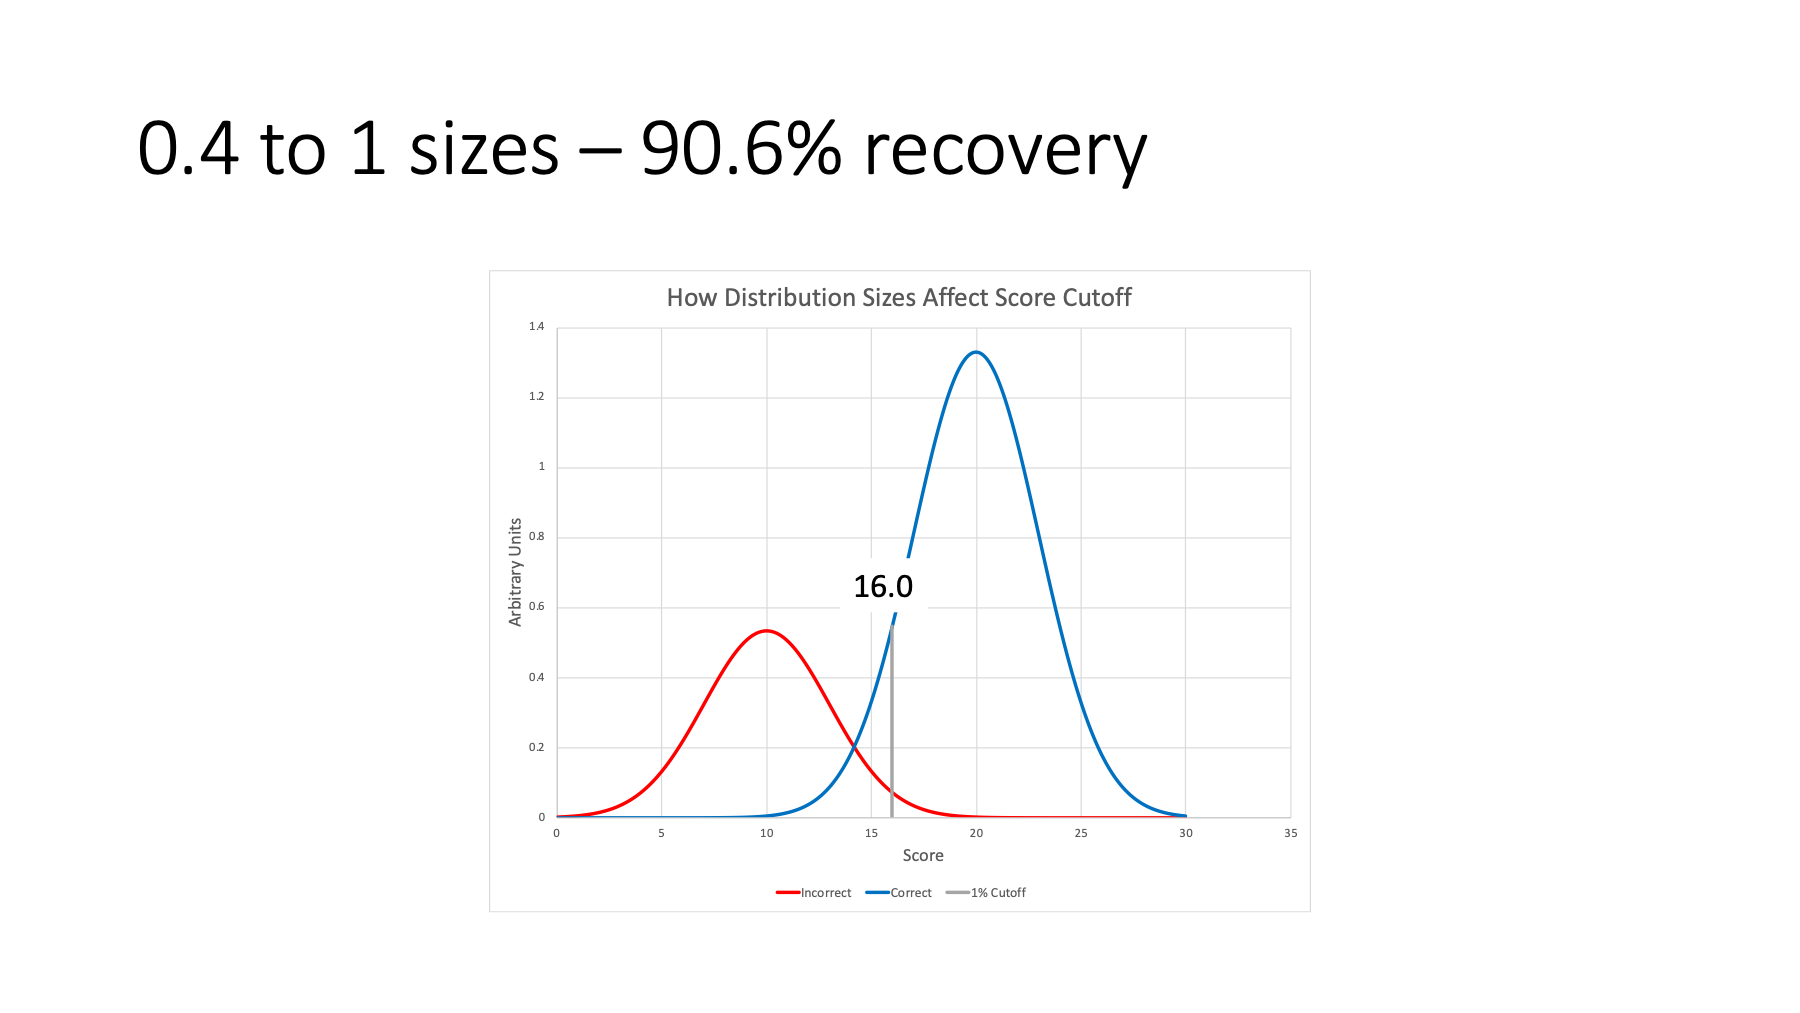 0.4 to 1 sizes – 90.6% recovery
How Distribution Sizes Affect Score Cutoff
1.4
1.2
1
0.8
0.6
0.4
0.2
0
Arbitrary Units
16.0
0 5 10 15 20 25 30 35
Score
Incorrect Correct 1% Cutoff